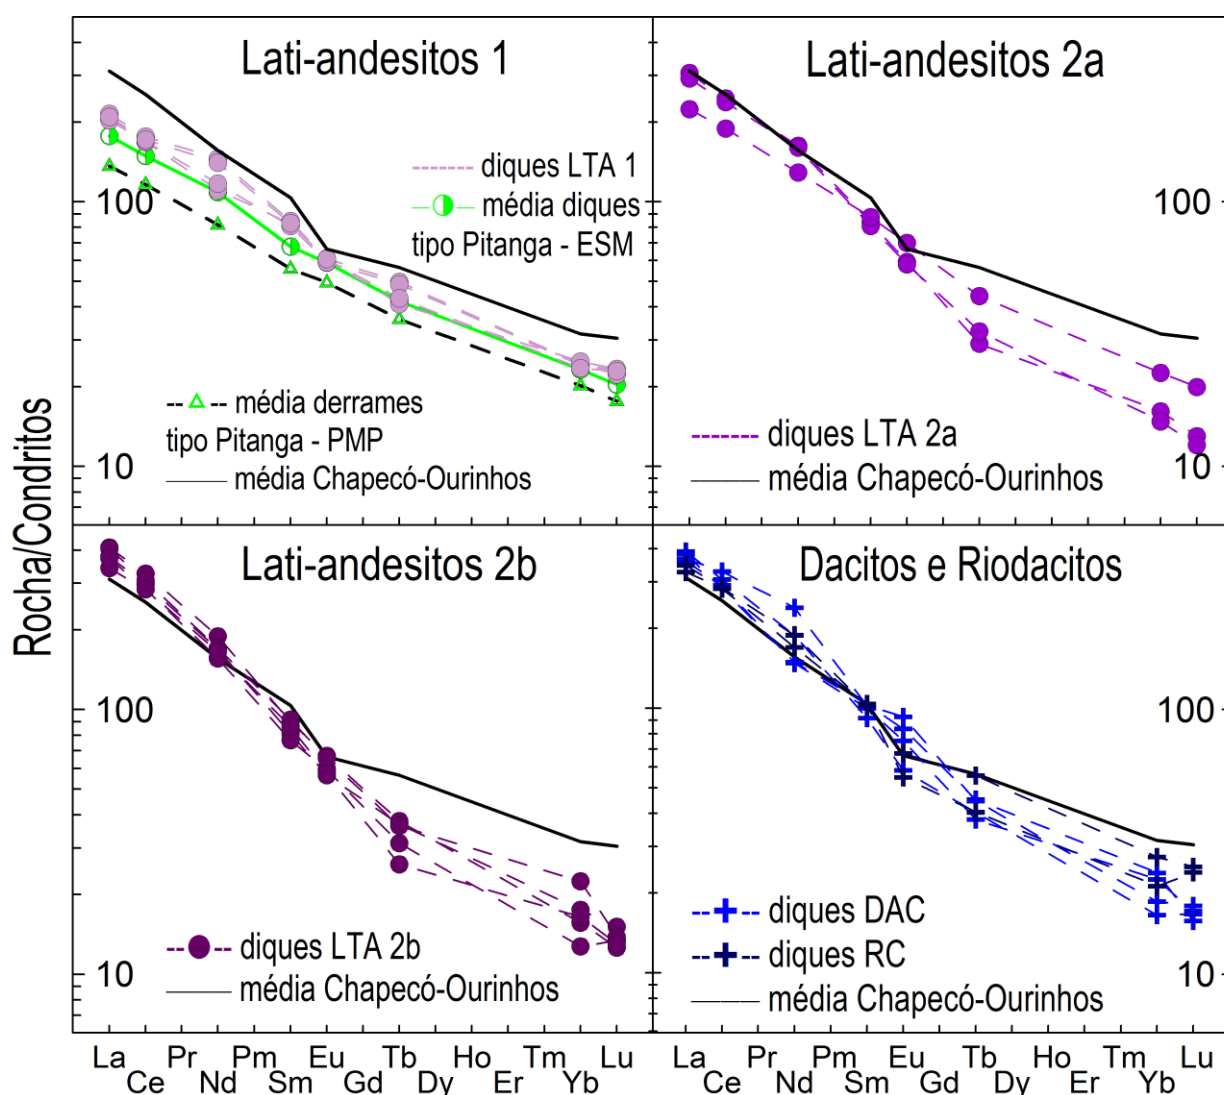 Rocha/Condritos
Lati-andesitos 1
100
10
diques LTA 1
média diques
tipo Pitanga - ESM
média derrames
tipo Pitanga - PMP
média Chapecó-Ourinhos
Lati-andesitos 2a
100
10
diques LTA 2a
média Chapecó-Ourinhos
Lati-andesitos 2b
100
10
diques LTA 2b
média Chapecó-Ourinhos
Dacitos e Riodacitos
100
10
diques DAC
diques RC
média Chapecó-Ourinhos
La Pr Pm Eu Tb Ho Tm Lu
Ce Nd Sm Gd Dy Er Yb
La Pr Pm Eu Tb Ho Tm Lu
Ce Nd Sm Gd Dy Er Yb